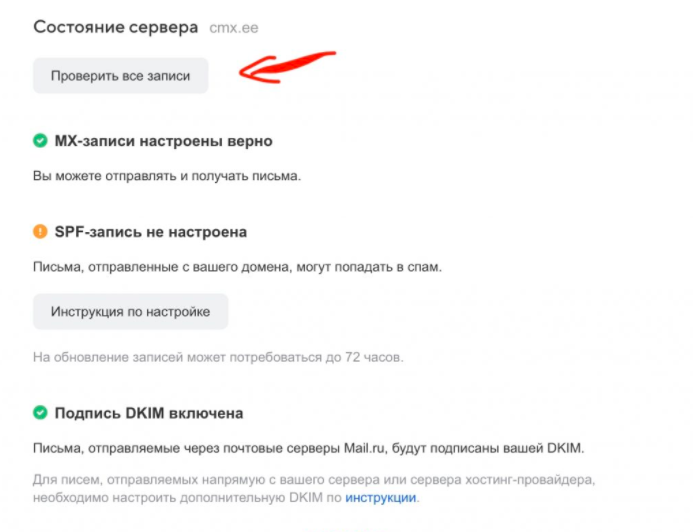 Состояние сервера cmx.ee
Проверить все записи
MX-записи настроены верно
Вы можете отправлять и получать письма.
SPF-запись не настроена
Письма, отправленные с вашего домена, могут попадать в спам.
Инструкция по настройке
На обновление записей может потребоваться до 72 часов.
Подпись DKIM включена
Письма, отправляемые через почтовые серверы Mail.ru, будут подписаны вашей DKIM.
Для писем, отправляемых напрямую с вашего сервера или сервера хостинг-провайдера,
необходимо настроить дополнительную DKIM по инструкции.